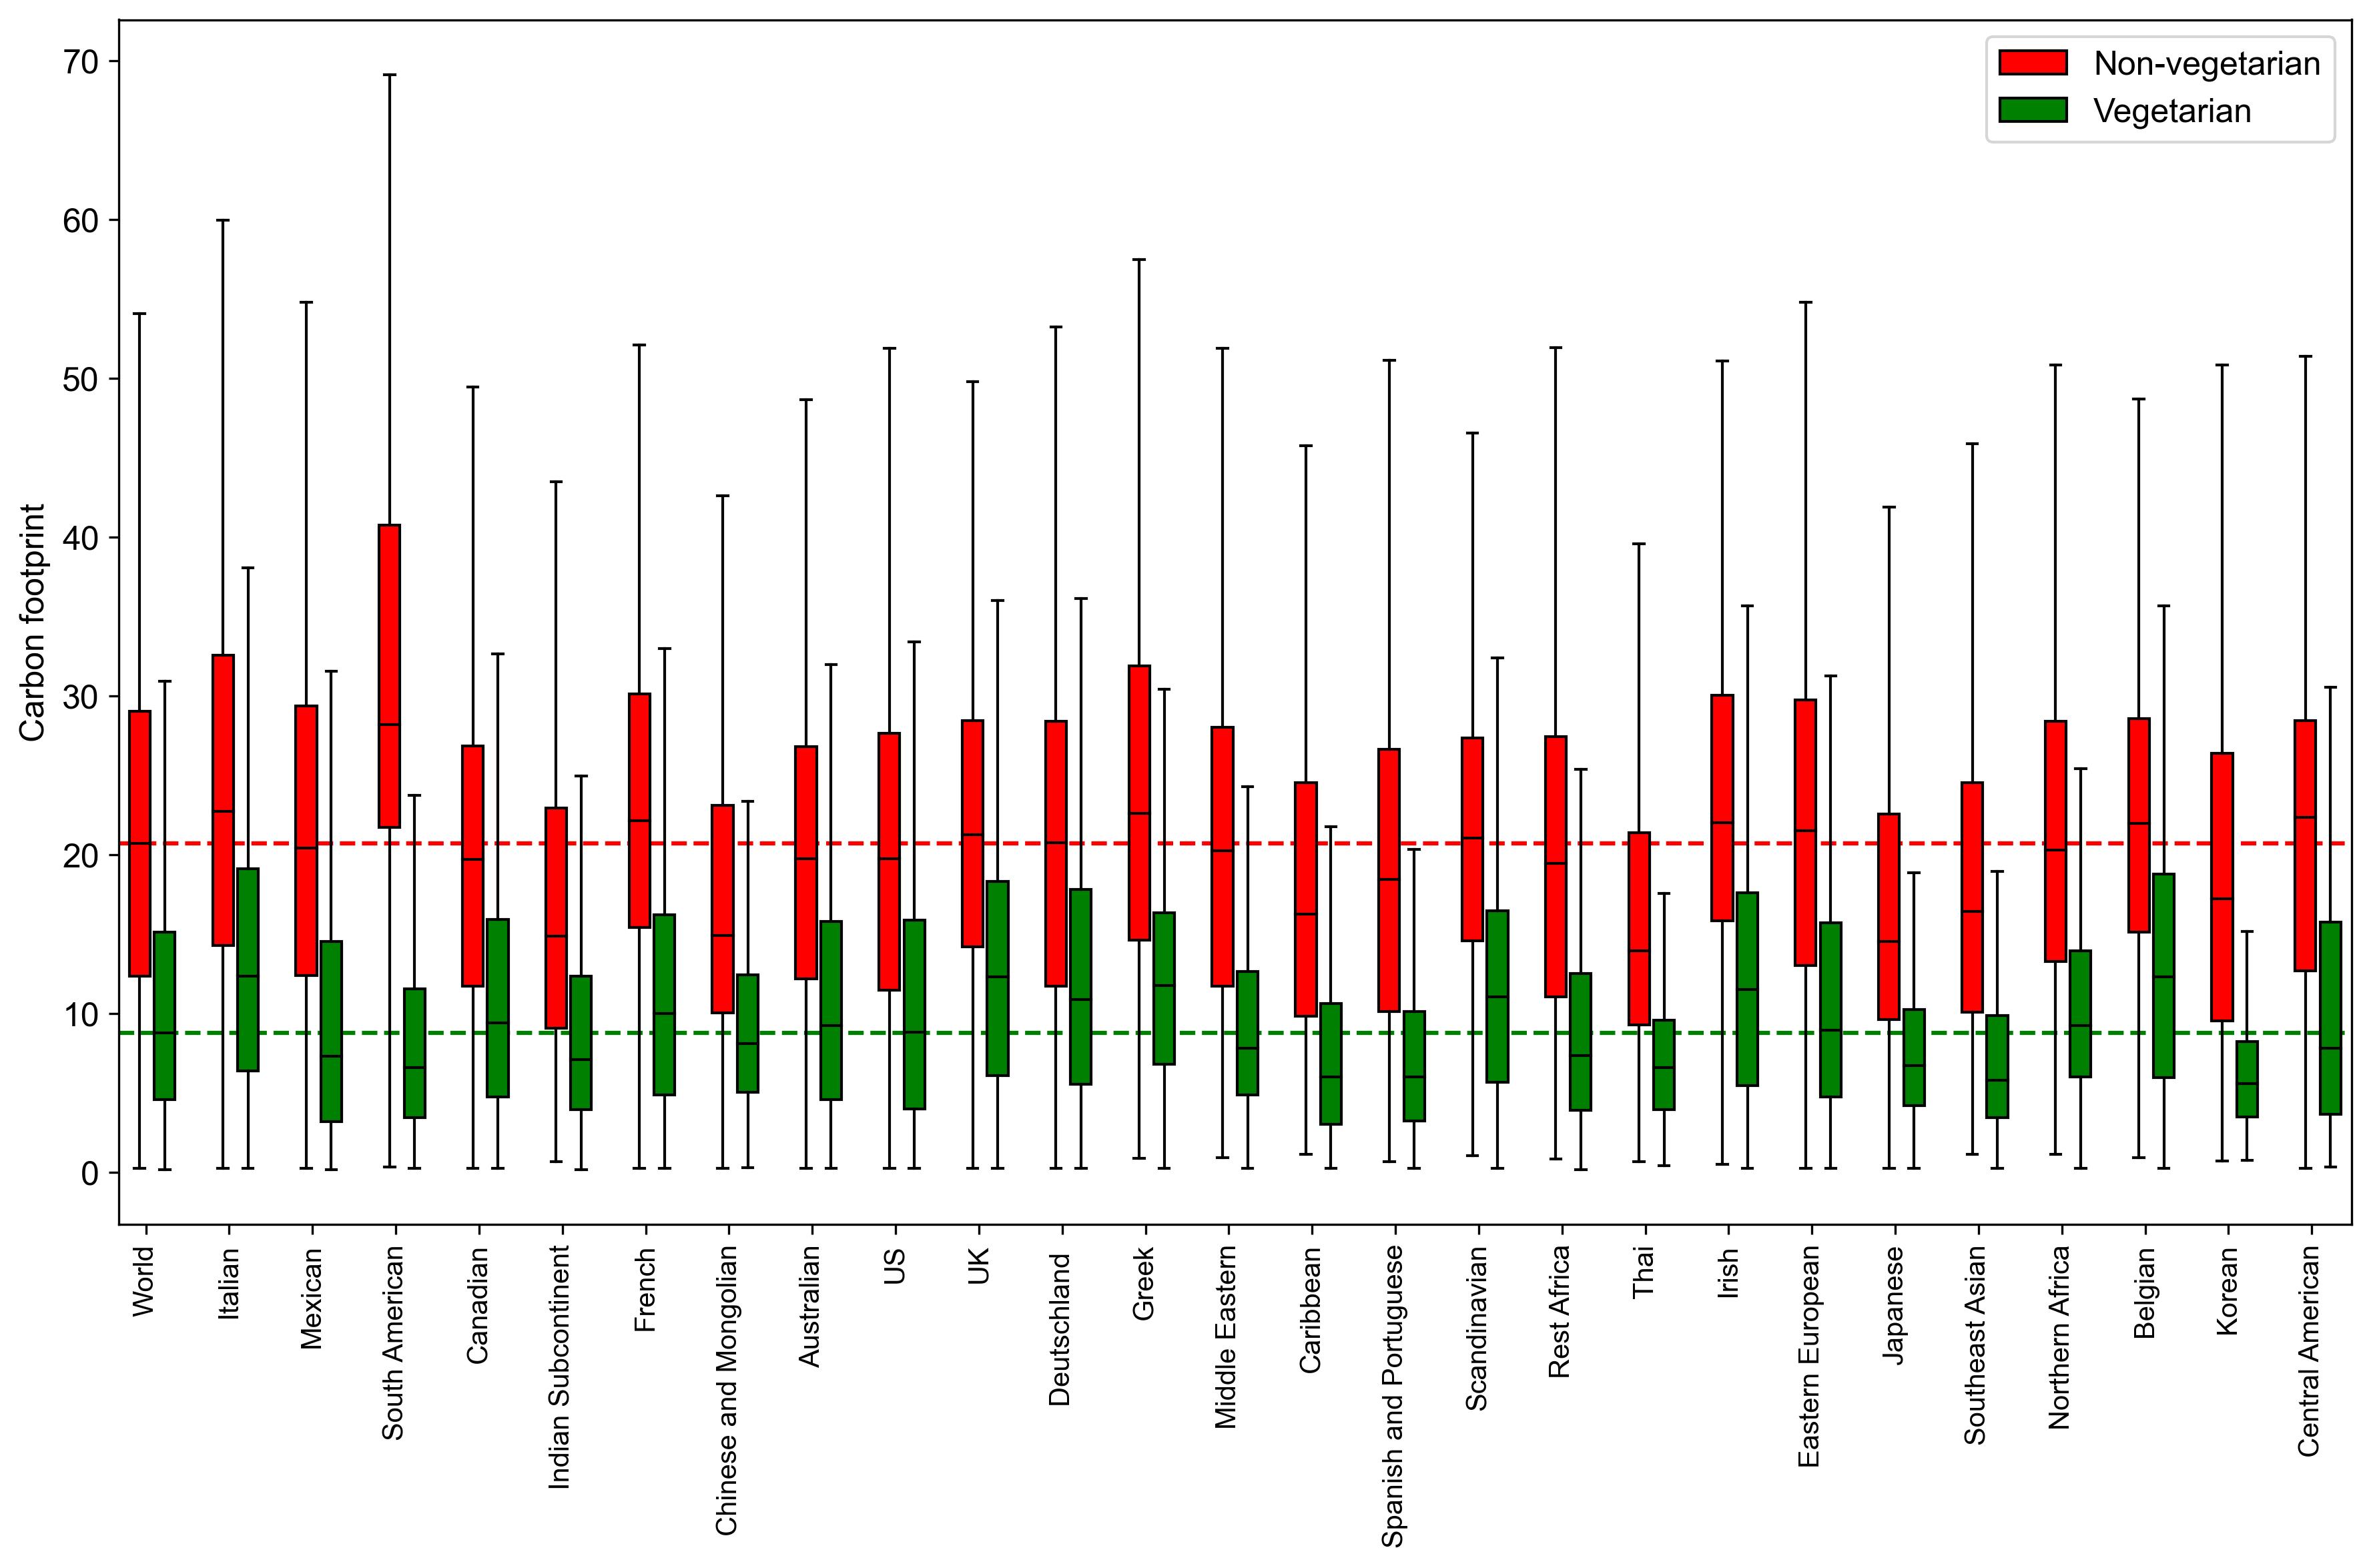 Non-vegetarian
Vegetarian
Carbon footprint
70
60
50
40
30
20
10
0
World
Italian
Mexican
South American
Canadian
Indian Subcontinent
French
Chinese and Mongolian
Australian
US
UK
Deutschland
Greek
Middle Eastern
Caribbean
Spanish and Portuguese
Scandinavian
Rest Africa
Thai
Irish
Eastern European
Japanese
Southeast Asian
Northern Africa
Belgian
Korean
Central American